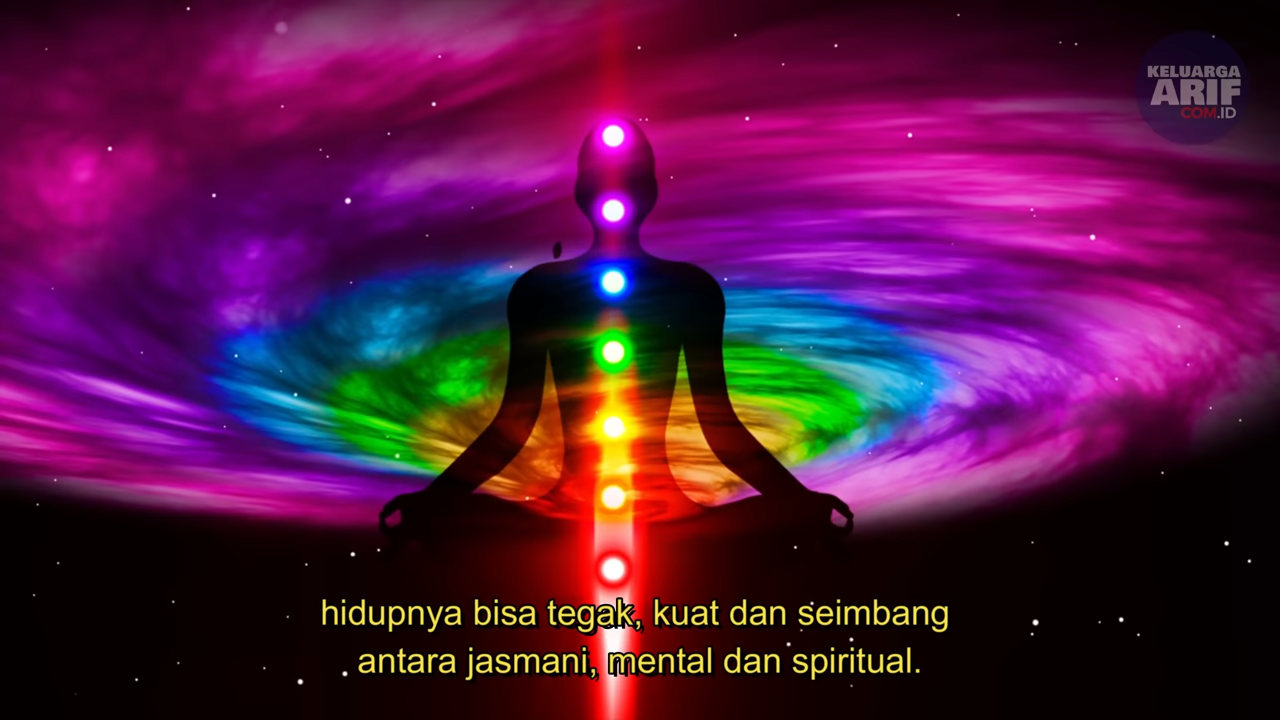 KELUARGA
ARIF
COM.ID
hidupnya bisa tegak, kuat dan seimbang
antara jasmani, mental dan spiritual.